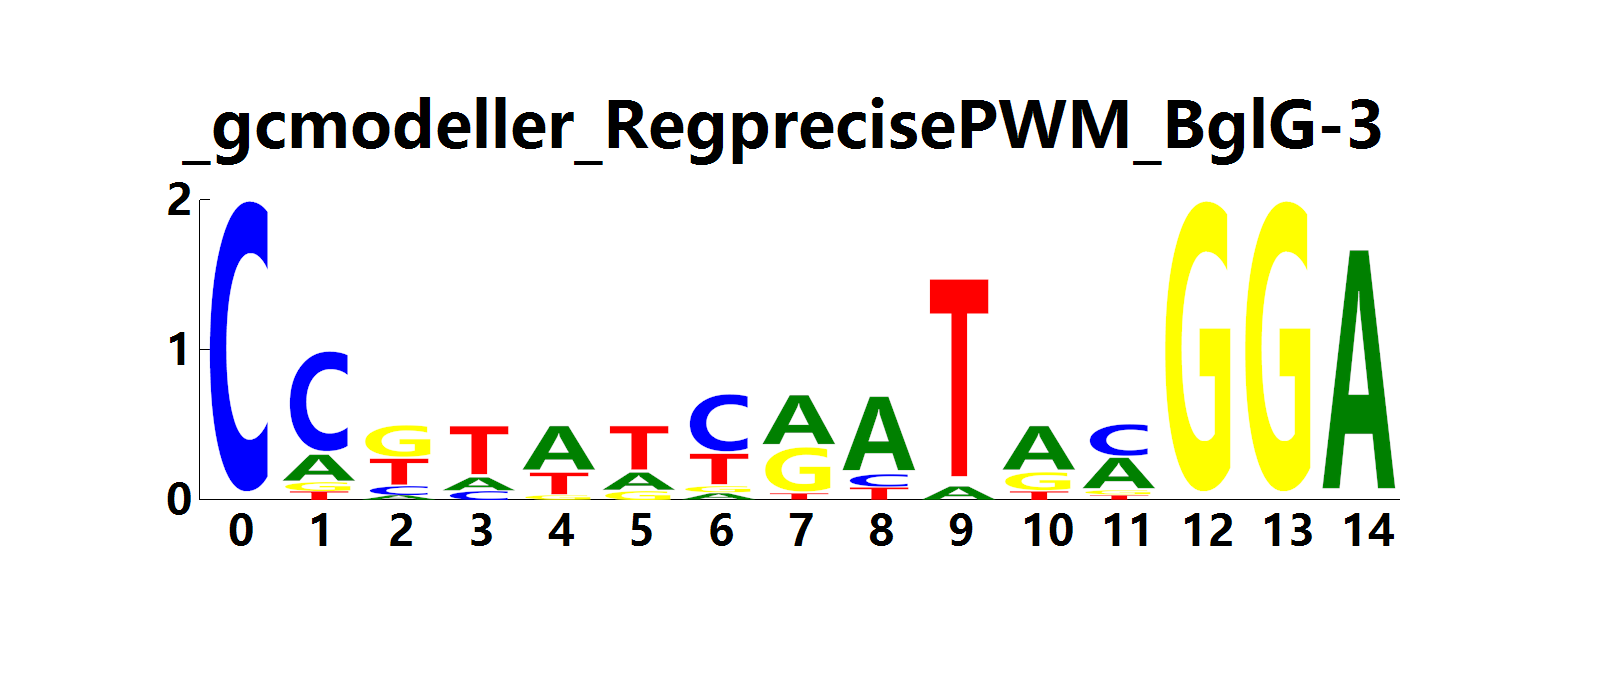 _gcmodeller_RegprecisePWM_BglG-3
2
1
0
C
C A G T
G T C A
T A C
A T G
T A G
C T G A
A G T
A C T
T A
A G T
C A G T
G
G
A
0 1 2 3 4 5 6 7 8 9 10 11 12 13 14